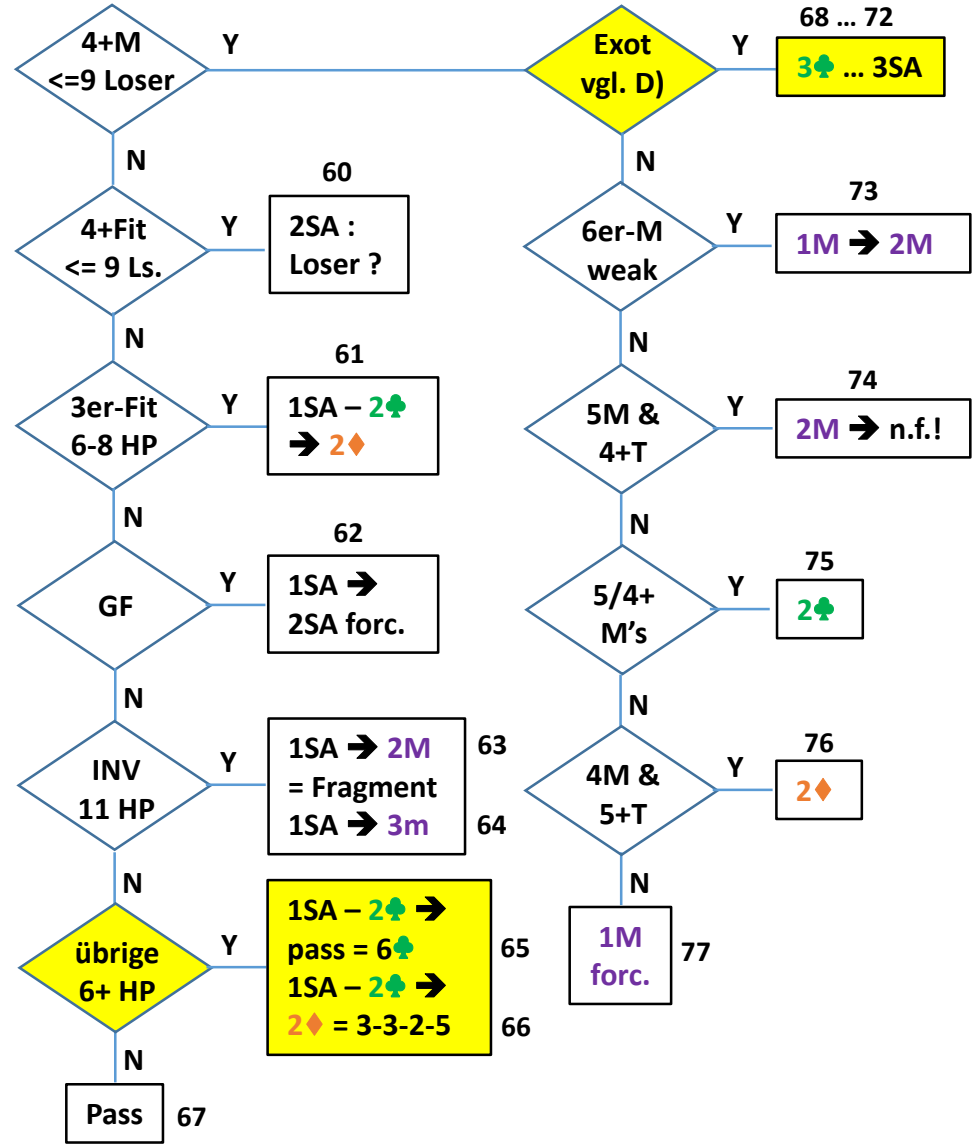 68 ... 72
4+M
<=9 Loser
Y
Exot
vgl. D)
Y
3♣ ... 3SA
N
N
60
4+Fit
<= 9 Ls.
Y
2SA :
Loser ?
73
6er-M
weak
Y
1M ➔ 2M
N
N
61
3er-Fit
6-8 HP
Y
1SA – 2♣
➔ 2♦
74
5M &
4+T
Y
2M ➔ n.f.!
N
N
62
GF
Y
1SA ➔
2SA forc.
75
5/4+
M’s
Y
2♣
N
N
INV
11 HP
Y
1SA ➔ 2M
= Fragment
1SA ➔ 3m
63
64
76
4M &
5+T
Y
2♦
N
N
übrige
6+ HP
Y
1SA – 2♣ ➔
pass = 6♣
1SA – 2♣ ➔
2♦ = 3-3-2-5
65
66
1M
forc.
77
N
Pass
67